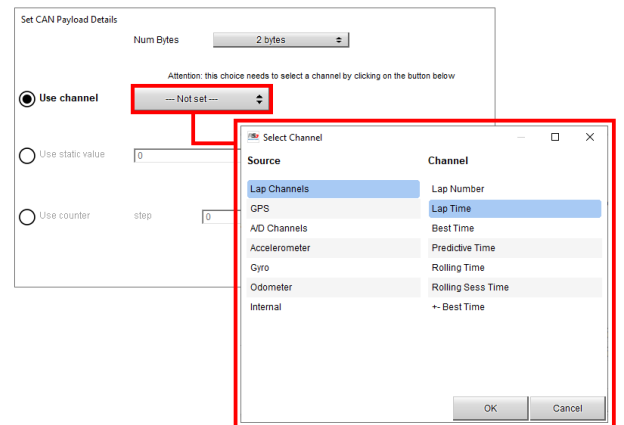 Set CAN Payload Details
Num Bytes 2 bytes
Attention: this choice needs to select a channel by clicking on the button below
Use channel --- Not set ---
Use static value 0
Use counter step 0
Select Channel
Source Channel
Lap Channels Lap Number
GPS Lap Time
A/D Channels Best Time
Accelerometer Predictive Time
Gyro Rolling Time
Odometer Rolling Sess Time
Internal +- Best Time
OK Cancel